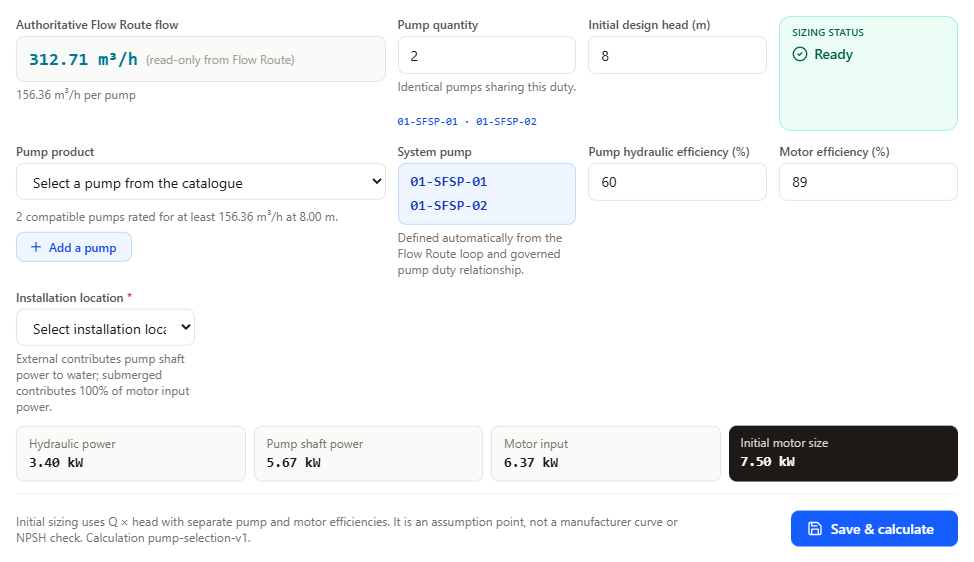 Authoritative Flow Route flow
312.71 m³/h (read-only from Flow Route)
156.36 m³/h per pump
Pump quantity
2
Identical pumps sharing this duty.
01-SFSP-01 · 01-SFSP-02
Initial design head (m)
8
SIZING STATUS
Ready
Pump product
Select a pump from the catalogue
2 compatible pumps rated for at least 156.36 m³/h at 8.00 m.
+ Add a pump
System pump
01-SFSP-01
01-SFSP-02
Defined automatically from the
Flow Route loop and governed
pump duty relationship.
Pump hydraulic efficiency (%)
60
Motor efficiency (%)
89
Installation location *
Select installation loca
External contributes pump shaft
power to water; submerged
contributes 100% of motor input
power.
Hydraulic power
3.40 kW
Pump shaft power
5.67 kW
Motor input
6.37 kW
Initial motor size
7.50 kW
Initial sizing uses Q × head with separate pump and motor efficiencies. It is an assumption point, not a manufacturer curve or
NPSH check. Calculation pump-selection-v1.
Save & calculate